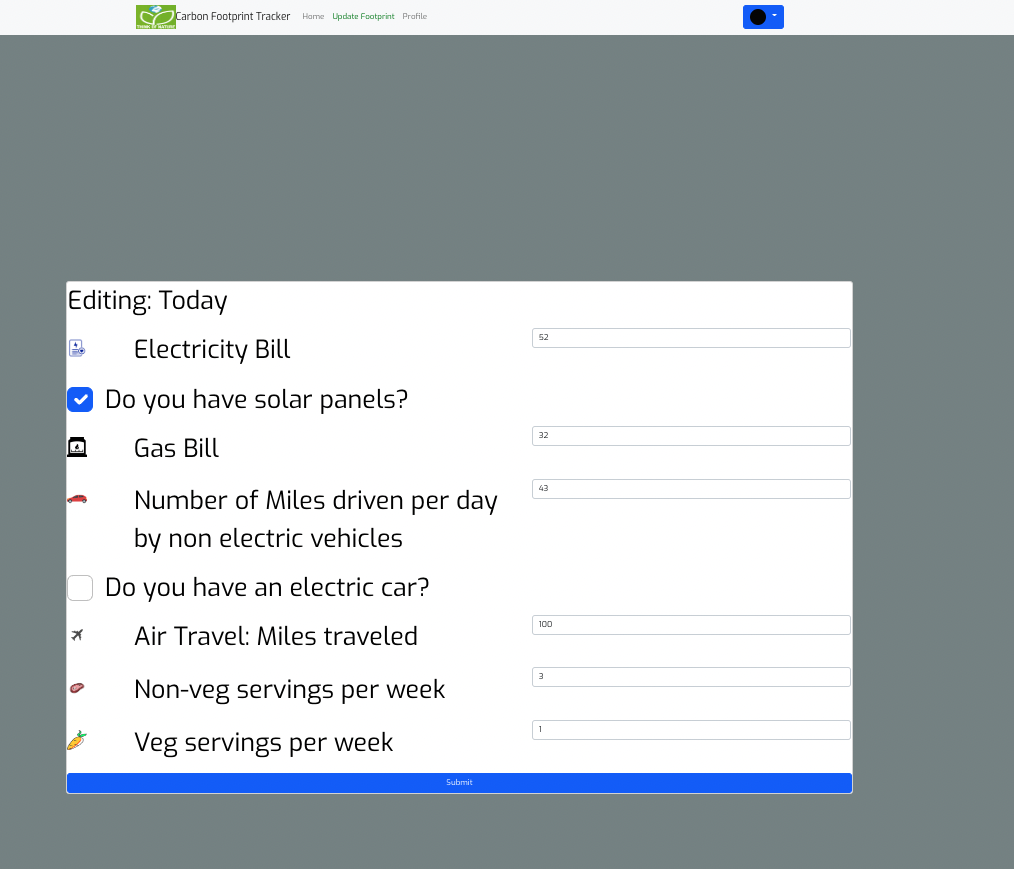 Carbon Footprint Tracker Home Update Footprint Profile
Editing: Today
Electricity Bill 52
Do you have solar panels?
Gas Bill 32
Number of Miles driven per day 43
by non electric vehicles
Do you have an electric car?
Air Travel: Miles traveled 100
Non-veg servings per week 3
Veg servings per week 1
Submit